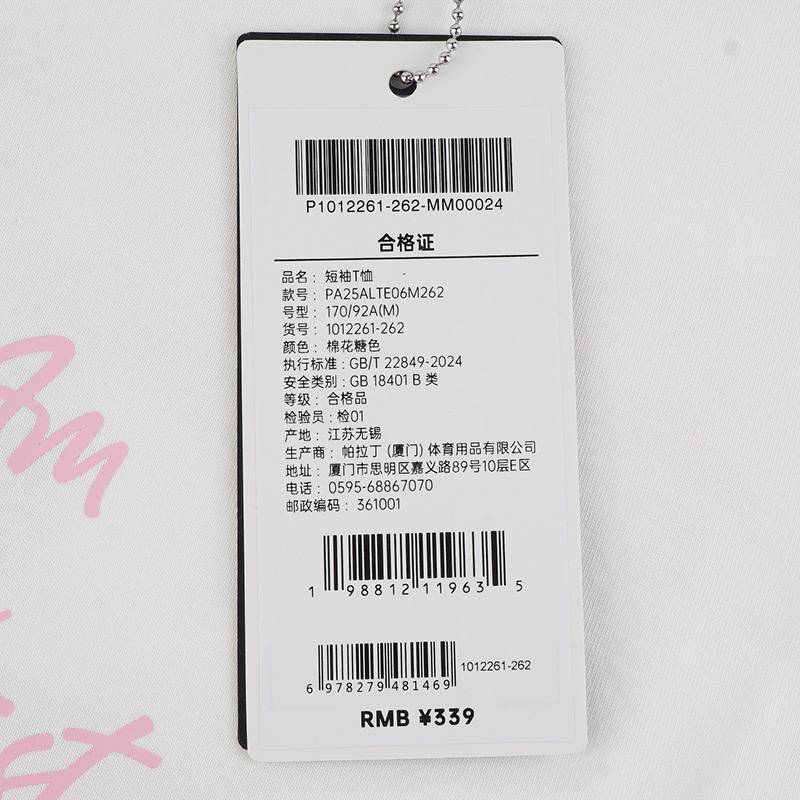 P1012261-262-MM00024
合格证
品名：短袖T恤
款号：PA25ALTE06M262
号型：170/92A(M)
货号：1012261-262
颜色：棉花糖色
执行标准：GB/T 22849-2024
安全类别：GB 18401 B 类
等级：合格品
检验员：检01
产地：江苏无锡
生产商：帕拉丁 (厦门) 体育用品有限公司
地址：厦门市思明区嘉义路89号10层E区
电话：0595-68867070
邮政编码：361001
1 98812 11963 5
1012261-262
6 978279 481469
RMB ¥339
Am
ist